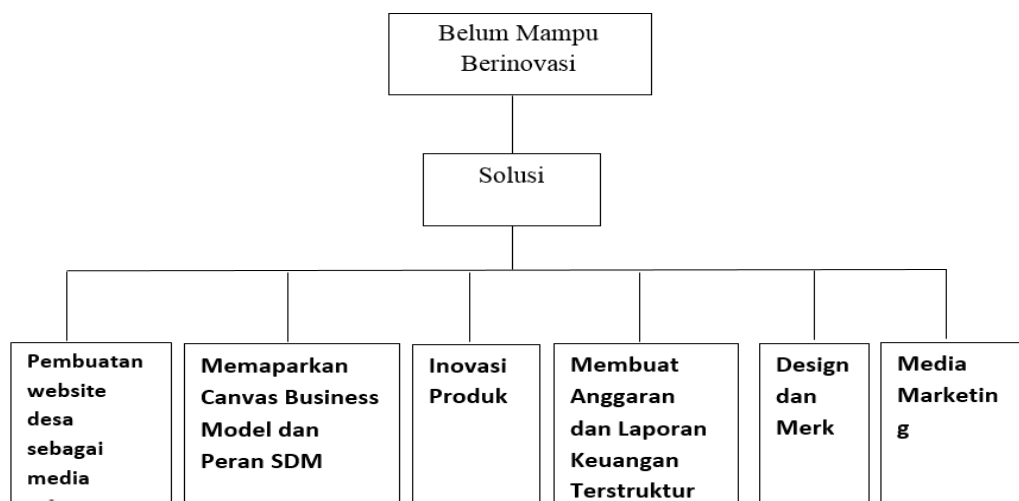 Belum Mampu
Berinovasi
Solusi
Pembuatan
website
desa
sebagai
media
Memaparkan
Canvas Business
Model dan
Peran SDM
Inovasi
Produk
Membuat
Anggaran
dan Laporan
Keuangan
Terstruktur
Design
dan
Merk
Media
Marketin
g